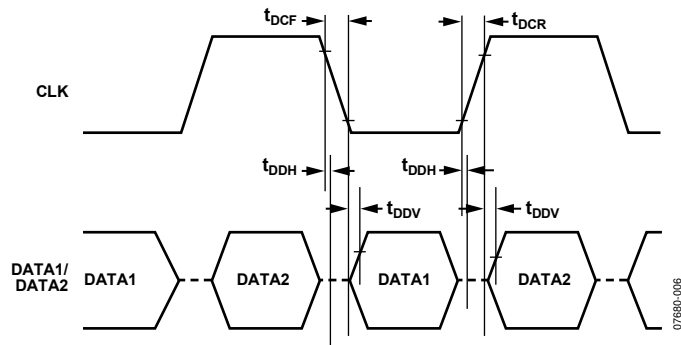 tDCF
tDCR
CLK
tDDH
tDDH
tDDV
tDDV
DATA1/
DATA2
DATA1
DATA2
DATA1
DATA2
07680-006